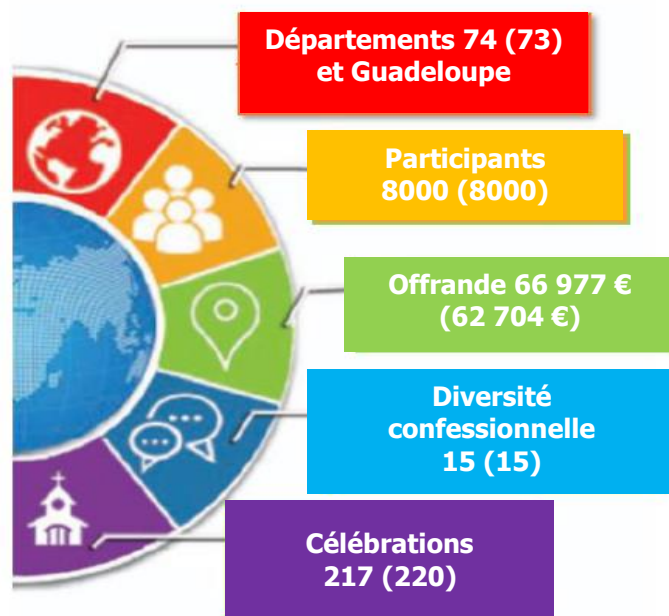 Départements 74 (73)
et Guadeloupe
Participants
8000 (8000)
Offrande 66 977 €
(62 704 €)
Diversité
confessionnelle
15 (15)
Célébrations
217 (220)